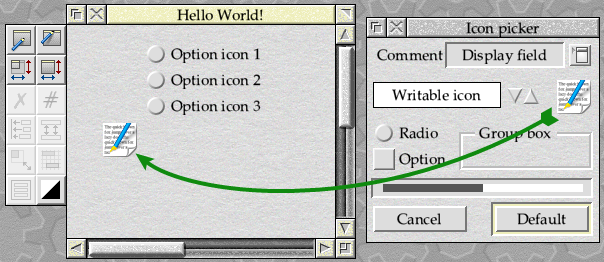 Hello World!
Option icon 1
Option icon 2
Option icon 3
#
Icon picker
Comment
Display field
Writable icon
Radio
Group box
Option
Cancel
Default